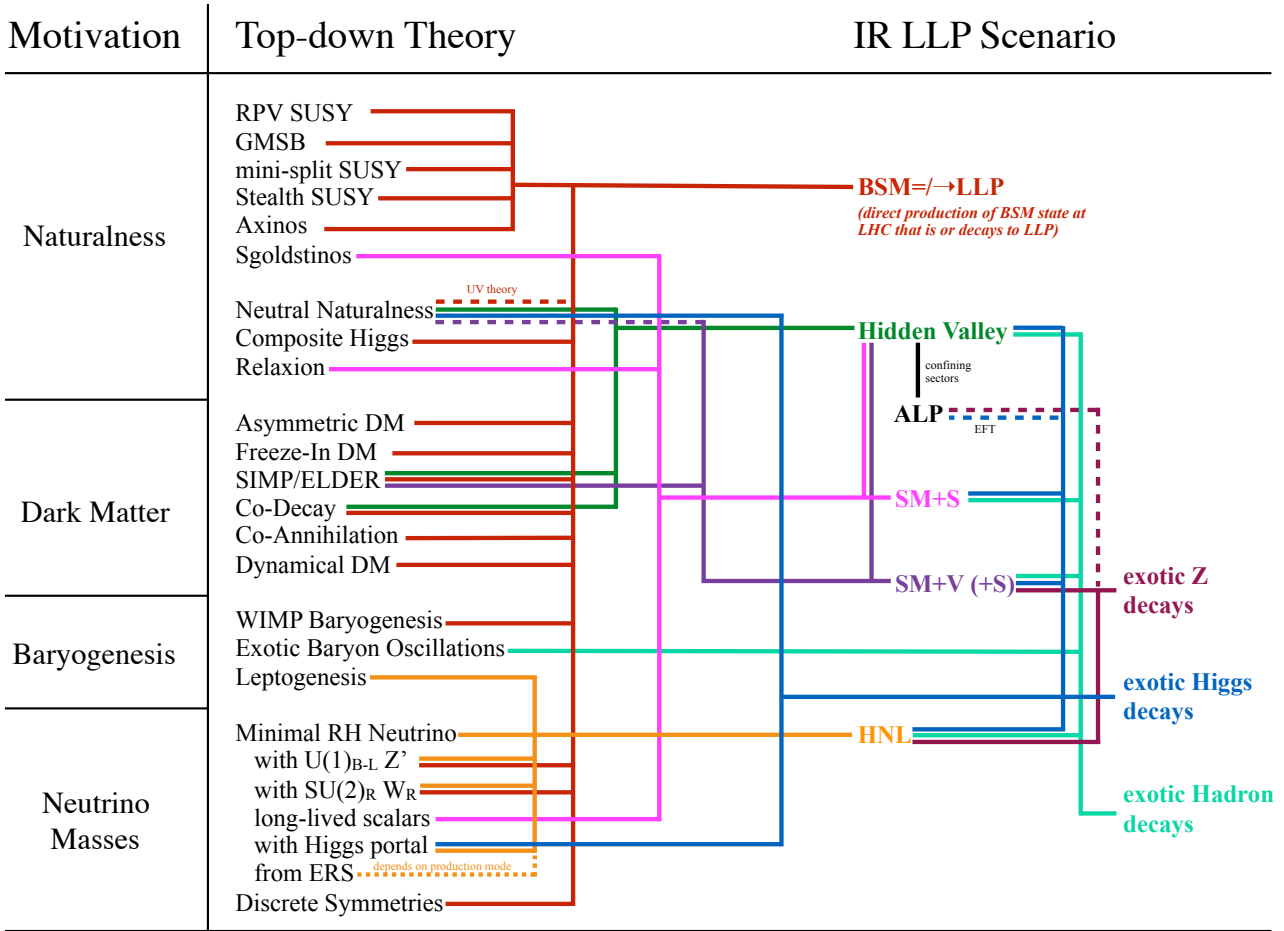 Motivation
Top-down Theory
IR LLP Scenario
Naturalness
RPV SUSY
GMSB
mini-split SUSY
Stealth SUSY
Axinos
Sgoldstinos
UV theory
Neutral Naturalness
Composite Higgs
Relaxion
BSM=/→LLP
(direct production of BSM state at
LHC that is or decays to LLP)
Hidden Valley
confining
sectors
ALP
EFT
Dark Matter
Asymmetric DM
Freeze-In DM
SIMP/ELDER
Co-Decay
Co-Annihilation
Dynamical DM
SM+S
SM+V (+S)
exotic Z
decays
Baryogenesis
WIMP Baryogenesis
Exotic Baryon Oscillations
Leptogenesis
exotic Higgs
decays
Neutrino
Masses
Minimal RH Neutrino
with U(1)B-L Z’
with SU(2)R WR
long-lived scalars
with Higgs portal
from ERS
depends on production mode
Discrete Symmetries
HNL
exotic Hadron
decays